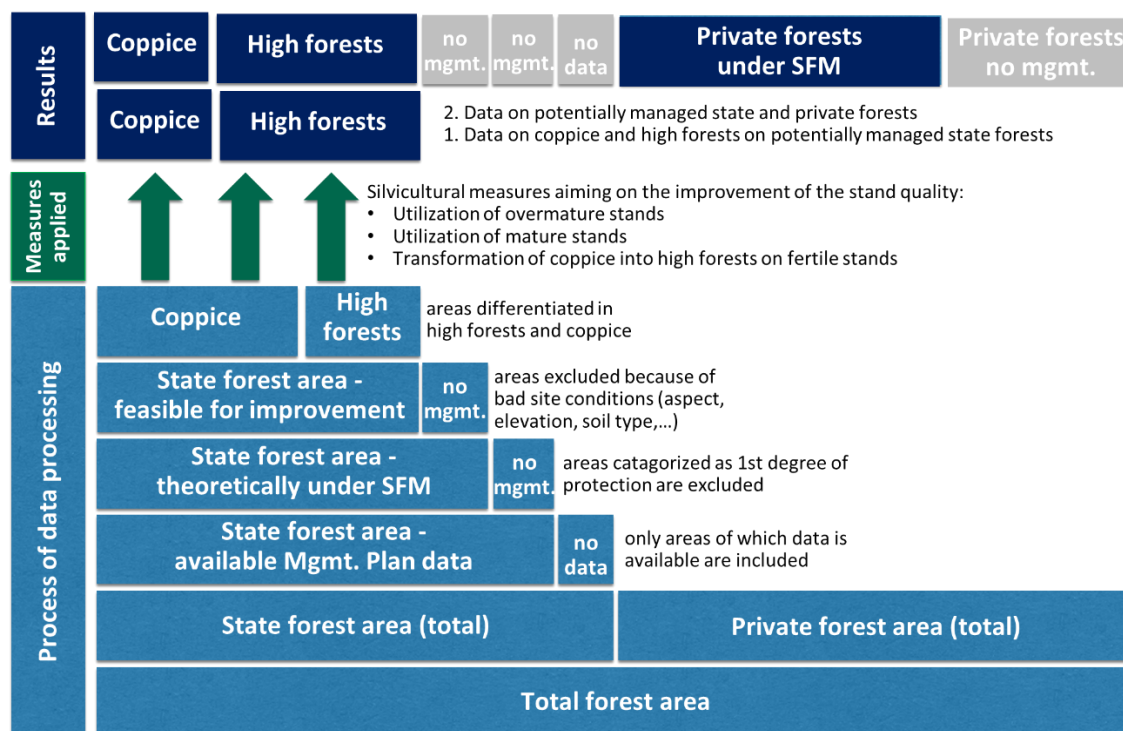 Results
Coppice
High forests
no
mgmt.
no
mgmt.
no
data
Private forests
under SFM
Private forests
no mgmt.
Coppice
High forests
2. Data on potentially managed state and private forests
1. Data on coppice and high forests on potentially managed state forests
Measures
applied
Silvicultural measures aiming on the improvement of the stand quality:
• Utilization of overmature stands
• Utilization of mature stands
• Transformation of coppice into high forests on fertile stands
Process of data processing
Coppice
High
forests
areas differentiated in
high forests and coppice
State forest area -
feasible for improvement
no
mgmt.
areas excluded because of
bad site conditions (aspect,
elevation, soil type,...)
State forest area -
theoretically under SFM
no
mgmt.
areas catagorized as 1st degree of
protection are excluded
State forest area -
available Mgmt. Plan data
no
data
only areas of which data is
available are included
State forest area (total)
Private forest area (total)
Total forest area